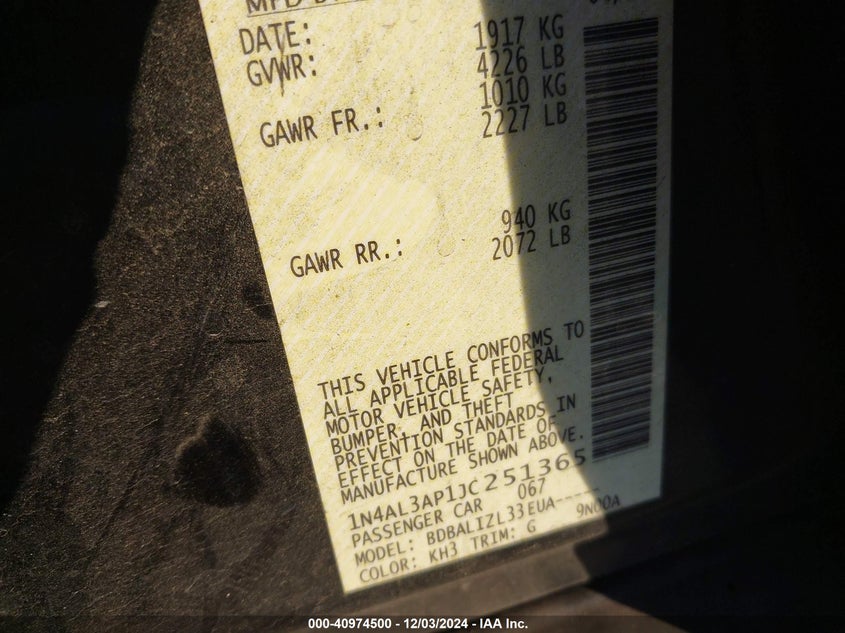 DATE:
GVWR: 1917 KG
4226 LB
GAWR FR.: 1010 KG
2227 LB
GAWR RR.: 940 KG
2072 LB
THIS VEHICLE CONFORMS TO
ALL APPLICABLE FEDERAL
MOTOR VEHICLE SAFETY,
BUMPER, AND THEFT
PREVENTION STANDARDS IN
EFFECT ON THE DATE OF
MANUFACTURE SHOWN ABOVE.
1N4AL3AP1JC251365
PASSENGER CAR 067
MODEL: BDBALIZL33EUA-----
COLOR: KH3 TRIM: G 9N00A
000-40974500 - 12/03/2024 - IAA Inc.